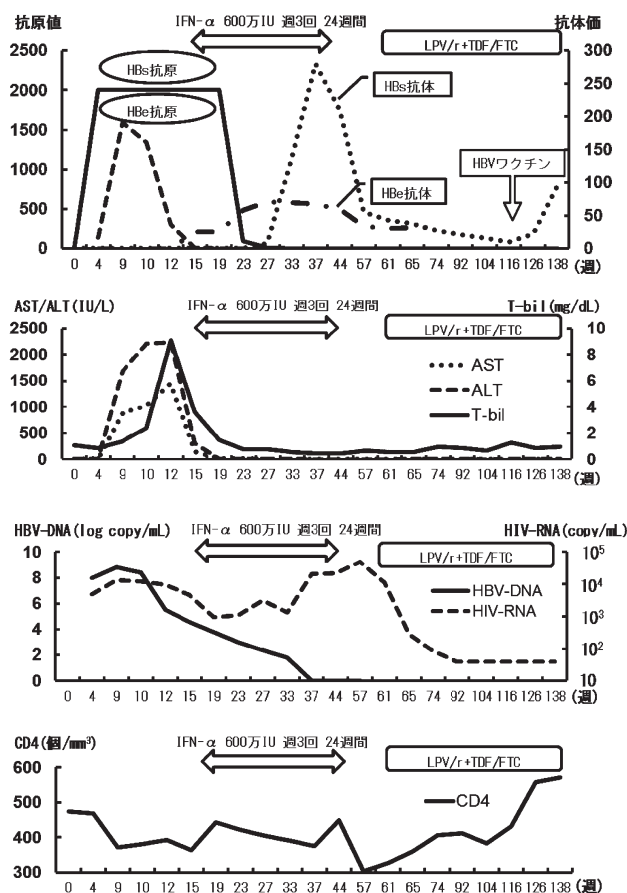 抗原値 IFN-α 600万IU 週3回 24週間 抗体価
2500 LPV/r+TDF/FTC 300
HBs抗原
2000 HBs抗体 250
HBe抗原 200
1500
HBVワクチン 150
1000
100
500 HBe抗体 50
0 0
0 4 9 10 12 15 19 23 27 33 37 44 57 65 74 92 104 116 126 138 (週)
AST/ALT(IU/L) IFN-α 600万IU 週3回 24週間 T-bil(mg/dL)
2500 LPV/r+TDF/FTC 10
2000 AST 8
1500 ALT 6
1000 T-bil 4
500 2
0 0
0 4 9 10 12 15 19 23 27 33 37 44 57 61 65 74 92 104 116 126 138 (週)
HBV-DNA(log copy/mL) IFN-α 600万IU 週3回 24週間 HIV-RNA(copy/mL)
10 LPV/r+TDF/FTC 10⁵
8 HBV-DNA 10⁴
6 HIV-RNA
4 10³
2 10²
0 10
0 4 9 10 12 15 19 23 27 33 37 44 57 61 65 74 92 104 116 138 (週)
CD4(個/mm³) IFN-α 600万IU 週3回 24週間
600 LPV/r+TDF/FTC
500 CD4
400
300
0 4 9 10 12 15 19 23 27 33 37 44 57 61 65 74 92 104 116 126 138 (週)